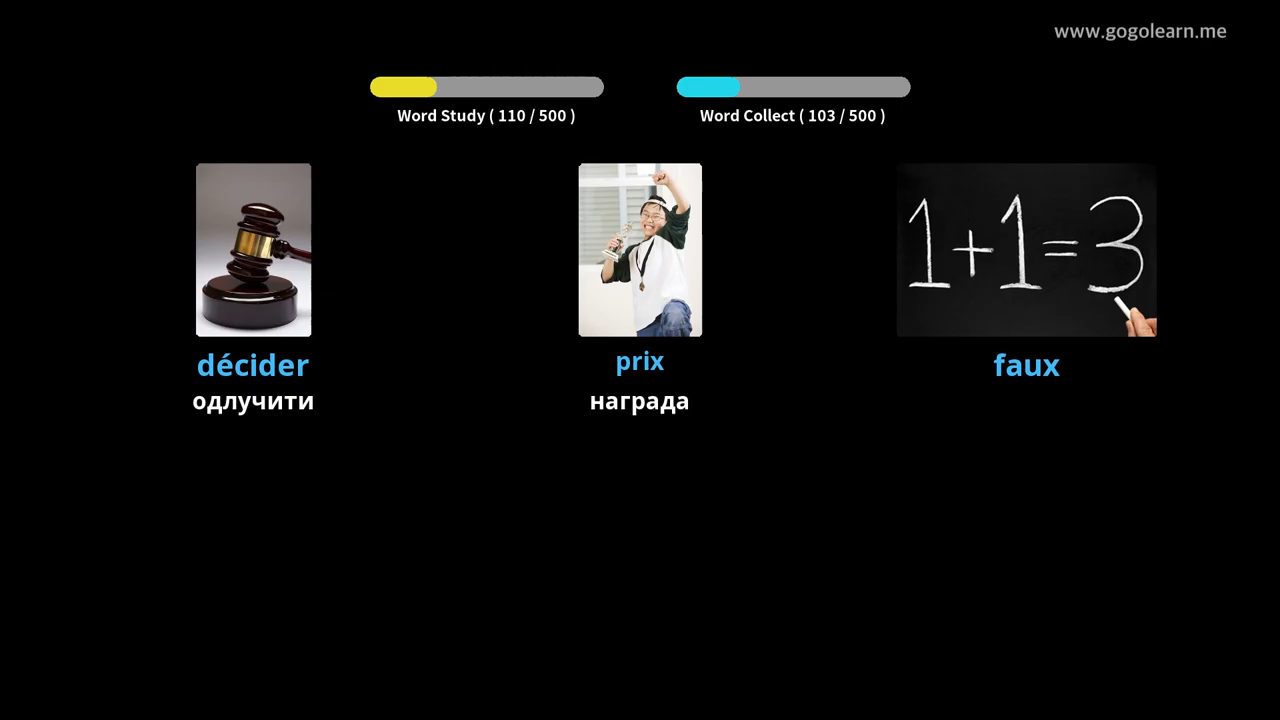 www.gogolearn.me
Word Study ( 110 / 500 )
Word Collect ( 103 / 500 )
1+1=3
décider
prix
faux
одлучити
награда